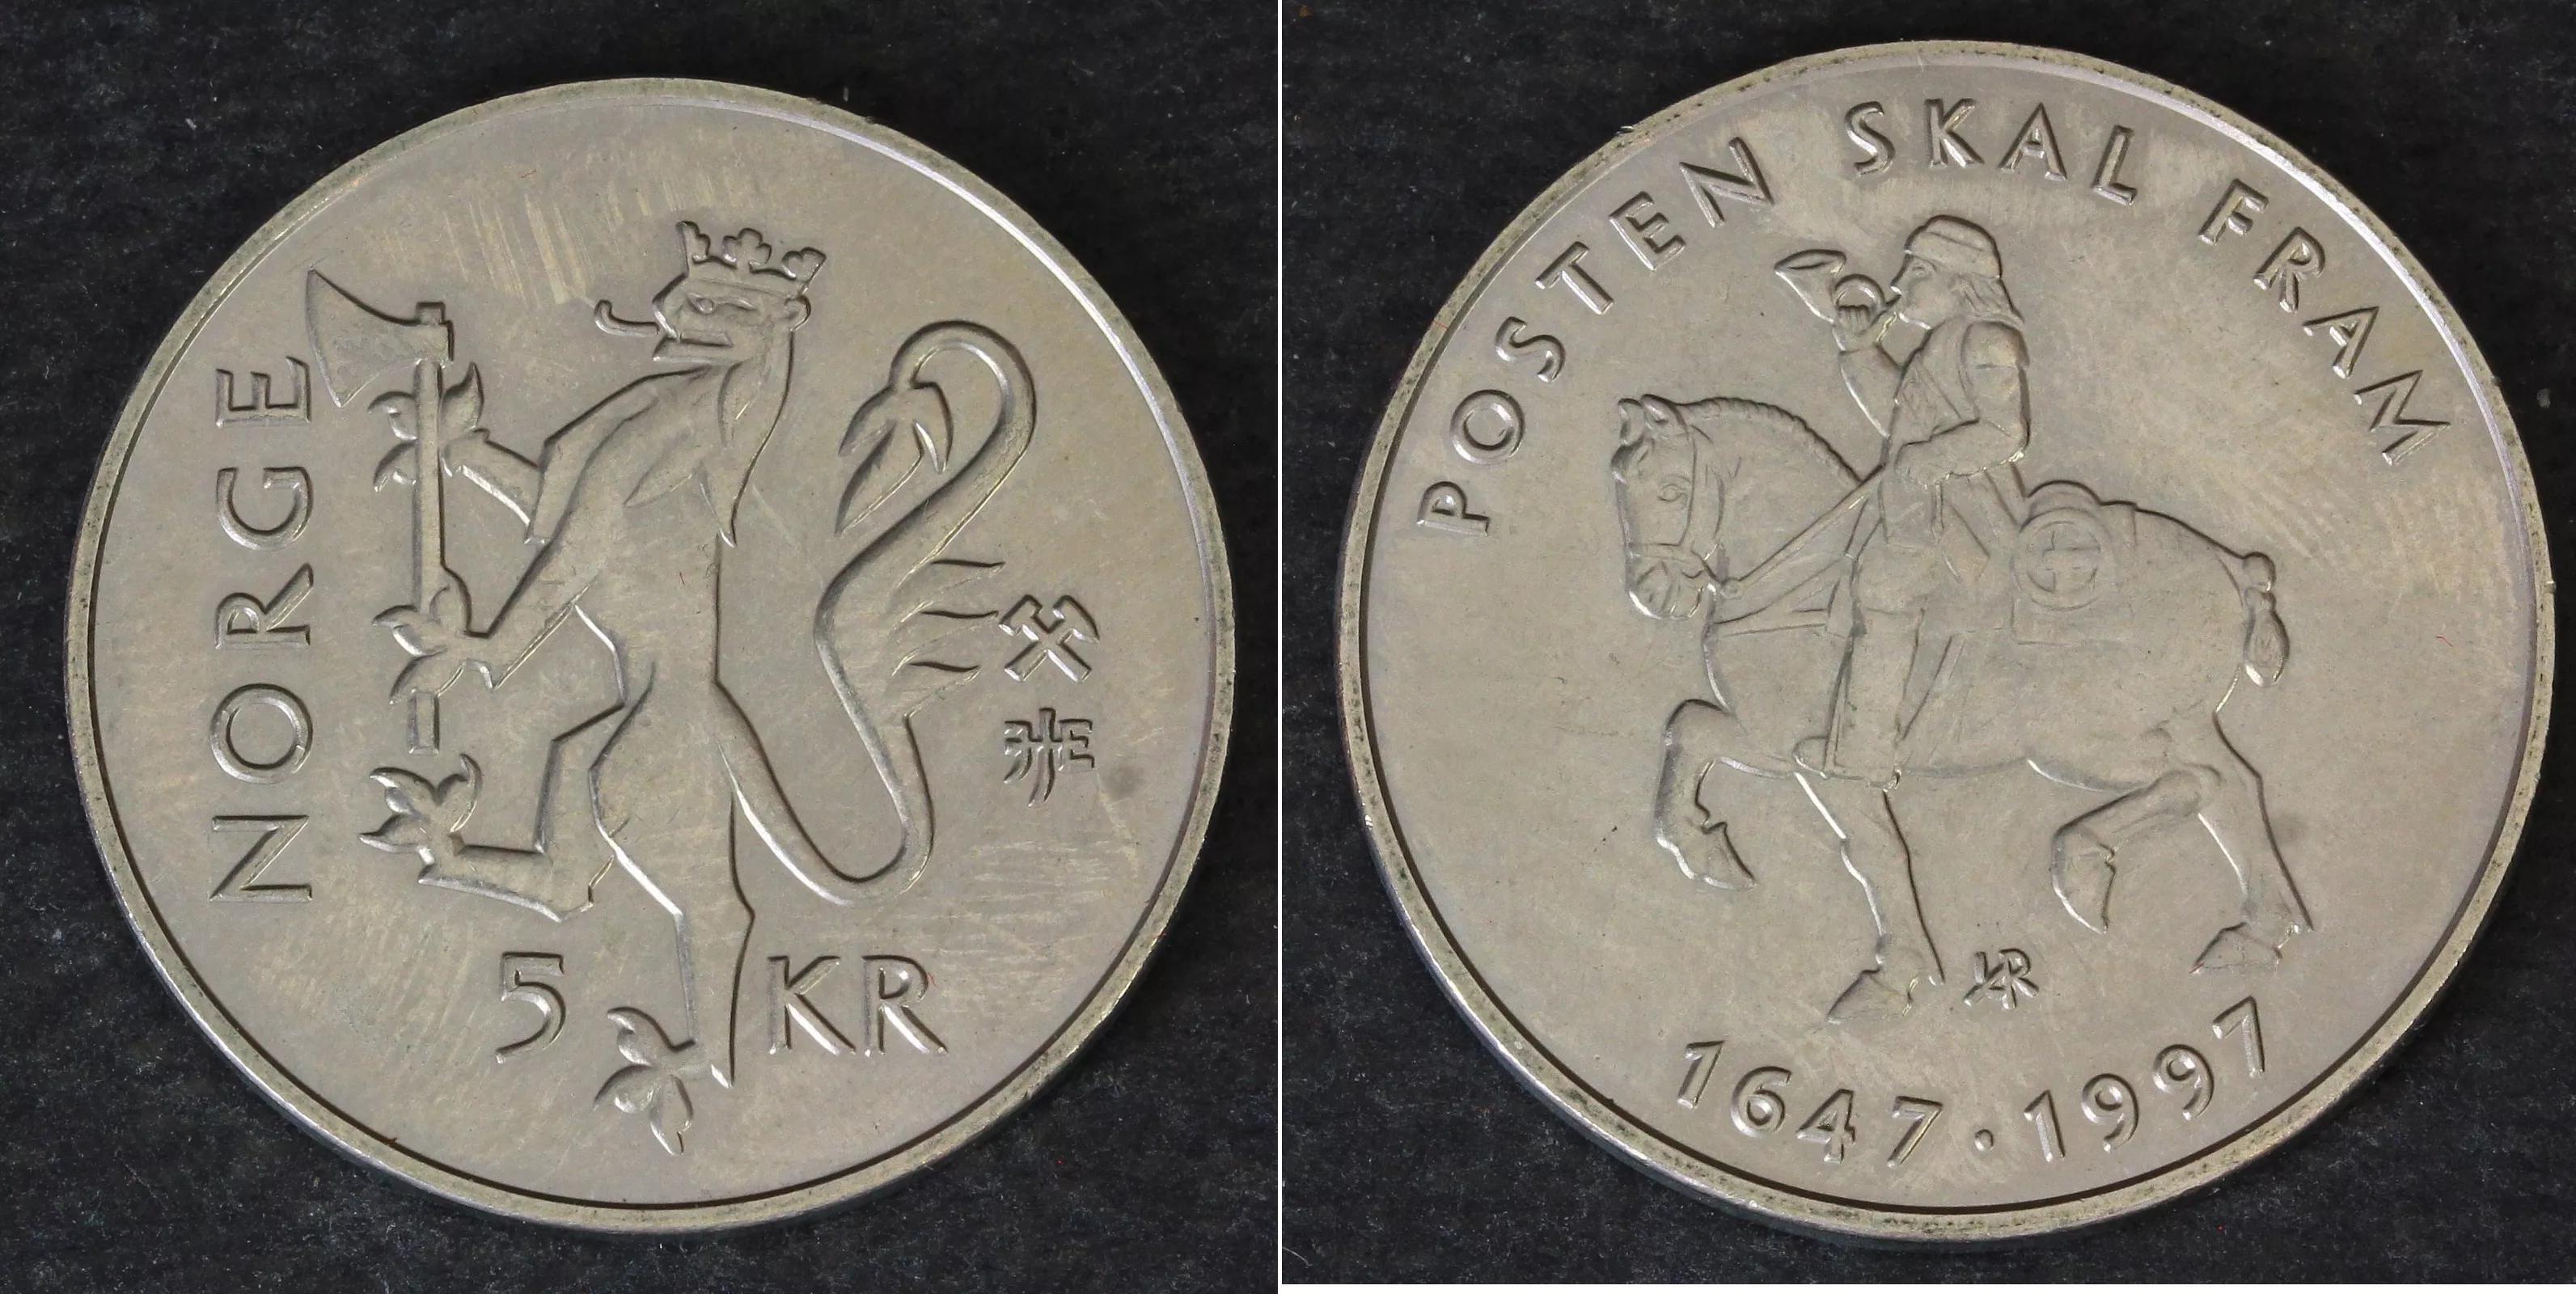 NORGE
5 KR
POSTEN SKAL FRAM
1647·1997